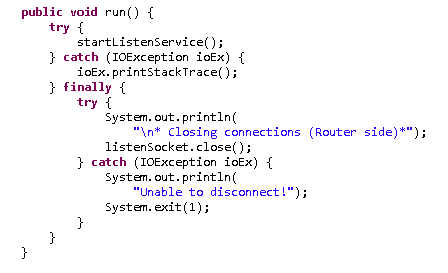 public void run() {
    try {
        startListenService();
    } catch (IOException ioEx) {
        ioEx.printStackTrace();
    } finally {
        try {
            System.out.println(
                "\n* Closing connections (Router side)*");
            listenSocket.close();
        } catch (IOException ioEx) {
            System.out.println(
                "Unable to disconnect!");
            System.exit(1);
        }
    }
}